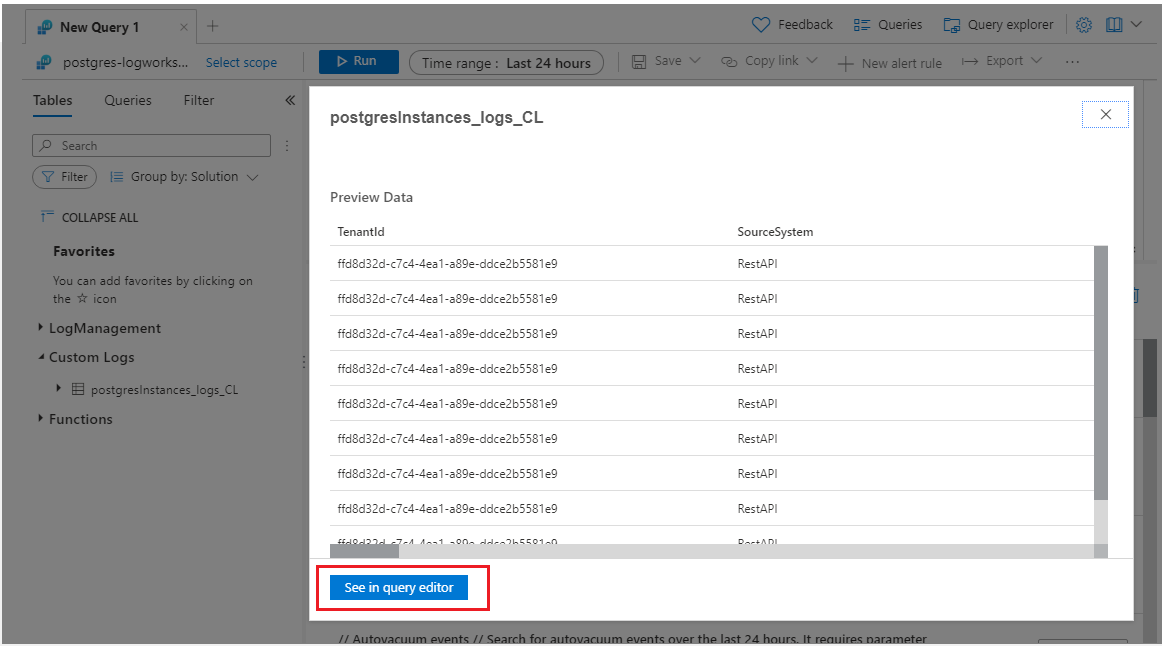 New Query 1
Feedback
Queries
Query explorer
postgres-logworks...
Select scope
Run
Time range : Last 24 hours
Save
Copy link
New alert rule
Export
Tables
Queries
Filter
Search
Filter
Group by: Solution
COLLAPSE ALL
Favorites
You can add favorites by clicking on
the ☆ icon
LogManagement
Custom Logs
postgresInstances_logs_CL
Functions
postgresInstances_logs_CL
Preview Data
TenantId SourceSystem
ffd8d32d-c7c4-4ea1-a89e-ddce2b5581e9 RestAPI
ffd8d32d-c7c4-4ea1-a89e-ddce2b5581e9 RestAPI
ffd8d32d-c7c4-4ea1-a89e-ddce2b5581e9 RestAPI
ffd8d32d-c7c4-4ea1-a89e-ddce2b5581e9 RestAPI
ffd8d32d-c7c4-4ea1-a89e-ddce2b5581e9 RestAPI
ffd8d32d-c7c4-4ea1-a89e-ddce2b5581e9 RestAPI
ffd8d32d-c7c4-4ea1-a89e-ddce2b5581e9 RestAPI
ffd8d32d-c7c4-4ea1-a89e-ddce2b5581e9 RestAPI
ffd8d32d-c7c4-4ea1-a89e-ddce2b5581e9 RestAPI
See in query editor
// Autovacuum events // Search for autovacuum events over the last 24 hours. It requires parameter